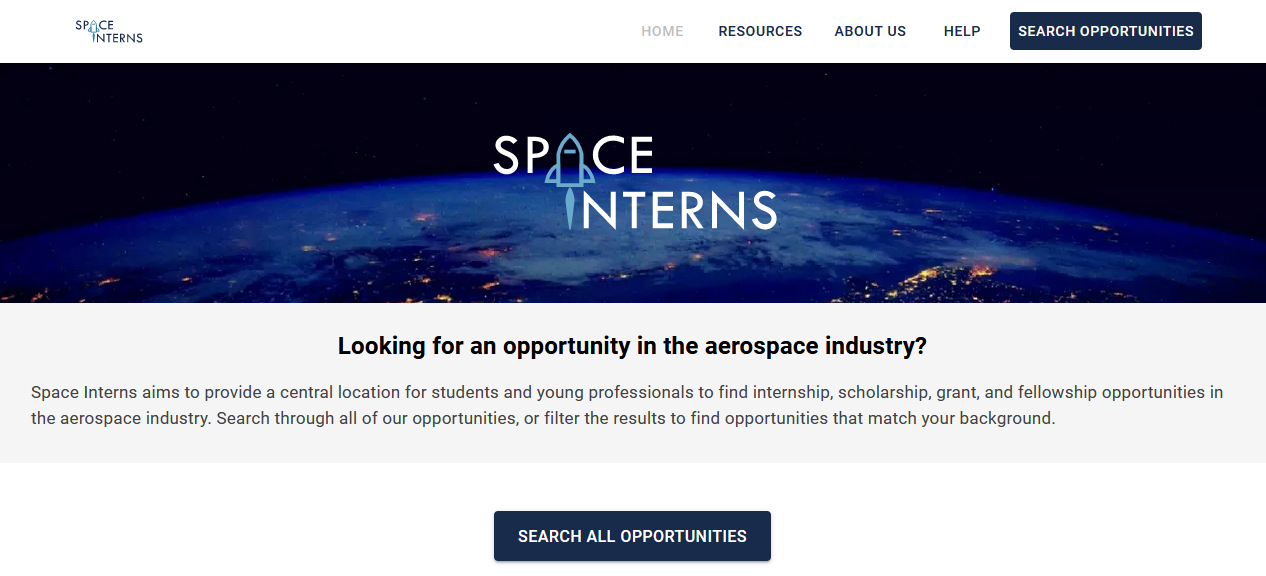 SPACE
INTERNS
HOME RESOURCES ABOUT US HELP SEARCH OPPORTUNITIES
SPACE
INTERNS
Looking for an opportunity in the aerospace industry?
Space Interns aims to provide a central location for students and young professionals to find internship, scholarship, grant, and fellowship opportunities in
the aerospace industry. Search through all of our opportunities, or filter the results to find opportunities that match your background.
SEARCH ALL OPPORTUNITIES